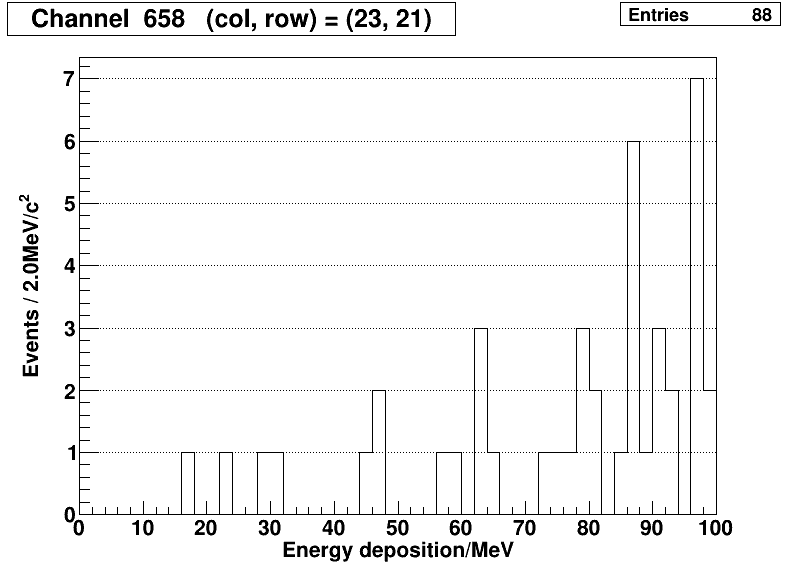 Channel 658 (col, row) = (23, 21)
Entries 88
Events / 2.0MeV/c²
7
6
5
4
3
2
1
0
0 10 20 30 40 50 60 70 80 90 100
Energy deposition/MeV